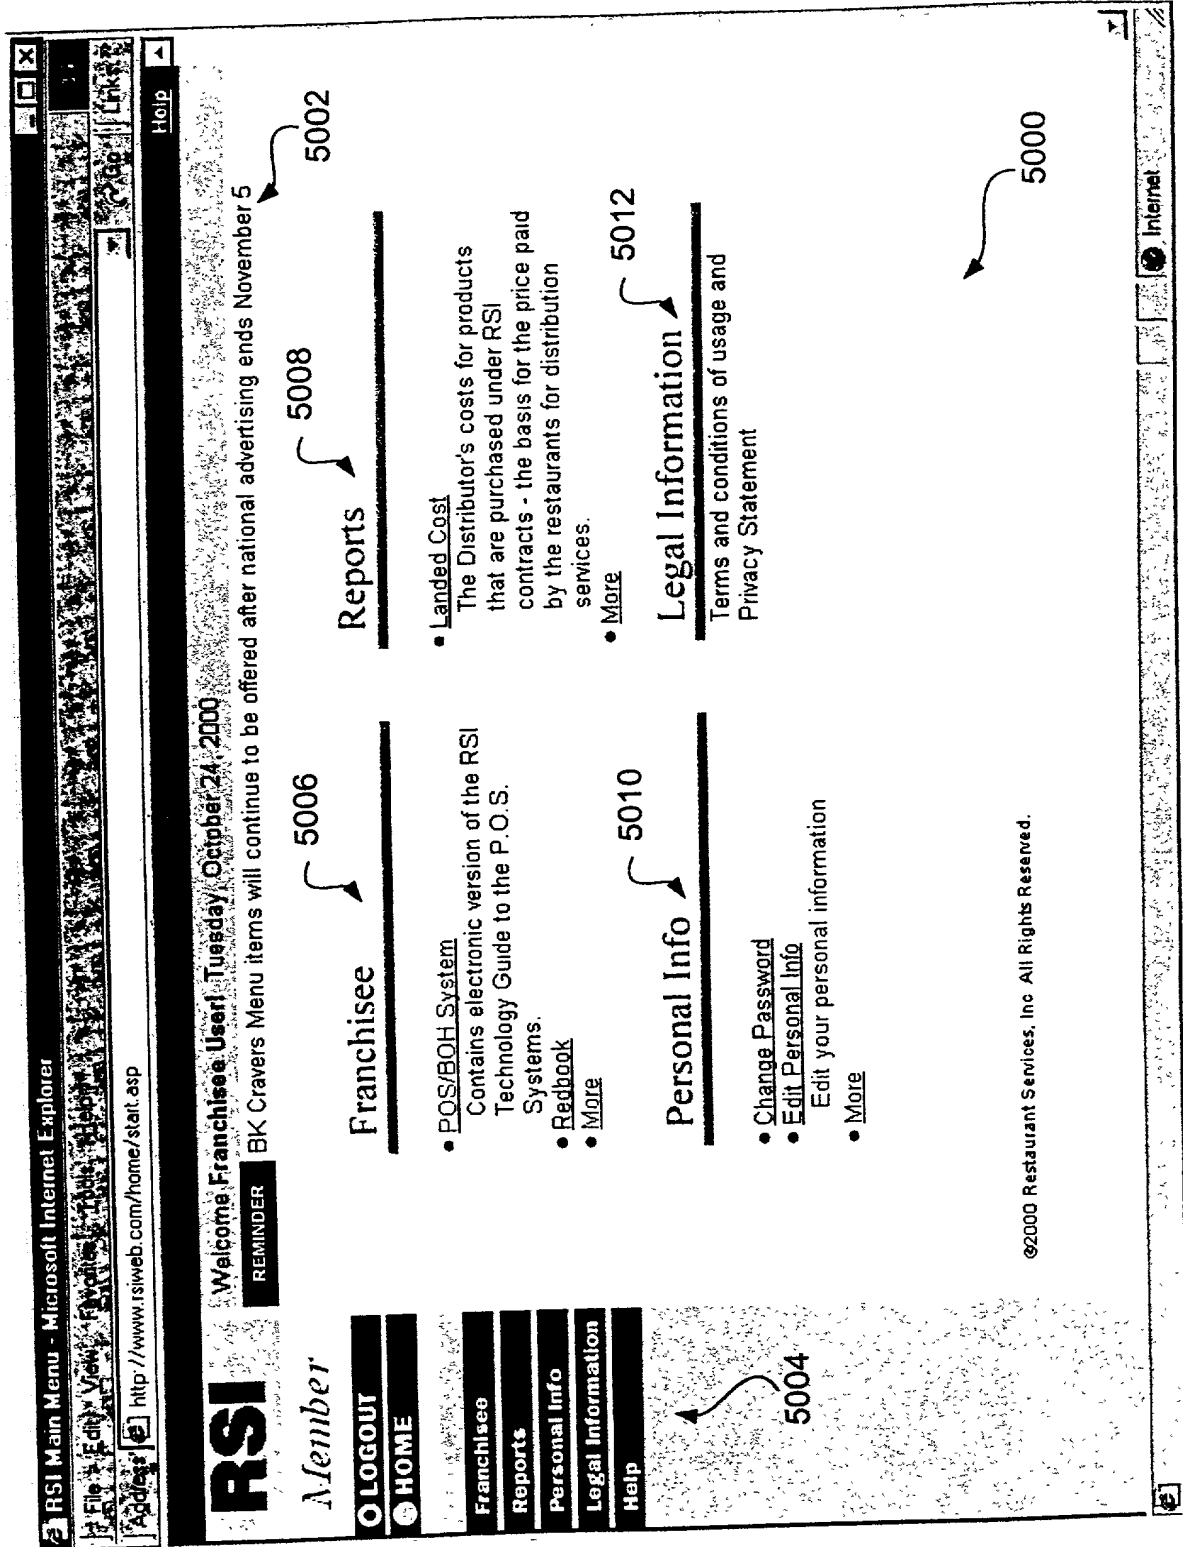 RSI Main Menu - Microsoft Internet Explorer
File Edit View Favorites Tools Help
Address http://www.rsiweb.com/home/start.asp Go Links
Help
RSI
Welcome Franchisee User! Tuesday, October 24, 2000
REMINDER BK Cravers Menu items will continue to be offered after national advertising ends November 5
5002
Member
LOGOUT
HOME
Franchisee
Reports
Personal Info
Legal Information
Help
5004
5006
Franchisee
• POS/BOH System
Contains electronic version of the RSI
Technology Guide to the P.O.S.
Systems.
• Redbook
• More
5008
Reports
• Landed Cost
The Distributor's costs for products
that are purchased under RSI
contracts - the basis for the price paid
by the restaurants for distribution
services.
• More
5010
Personal Info
• Change Password
• Edit Personal Info
Edit your personal information
• More
5012
Legal Information
Terms and conditions of usage and
Privacy Statement
5000
©2000 Restaurant Services, Inc. All Rights Reserved.
Internet